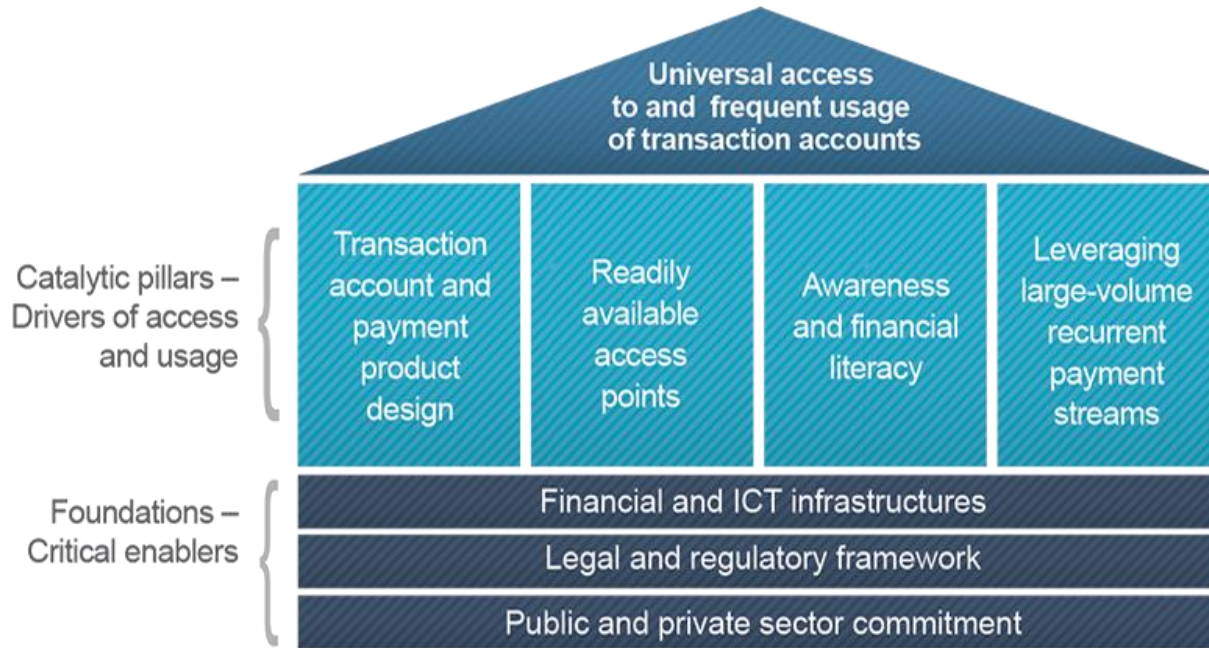 Universal access
to and frequent usage
of transaction accounts
Catalytic pillars –
Drivers of access
and usage
Transaction
account and
payment
product
design
Readily
available
access
points
Awareness
and financial
literacy
Leveraging
large-volume
recurrent
payment
streams
Foundations –
Critical enablers
Financial and ICT infrastructures
Legal and regulatory framework
Public and private sector commitment